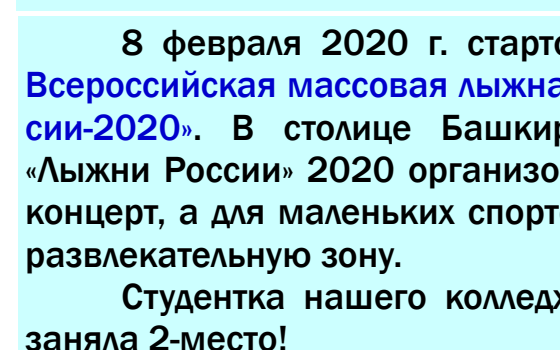 8 февраля 2020 г. старто
Всероссийская массовая лыжна
сии-2020». В столице Башкир
«Лыжни России» 2020 организо
концерт, а для маленьких спорт
развлекательную зону.
Студентка нашего колледж
заняла 2-место!